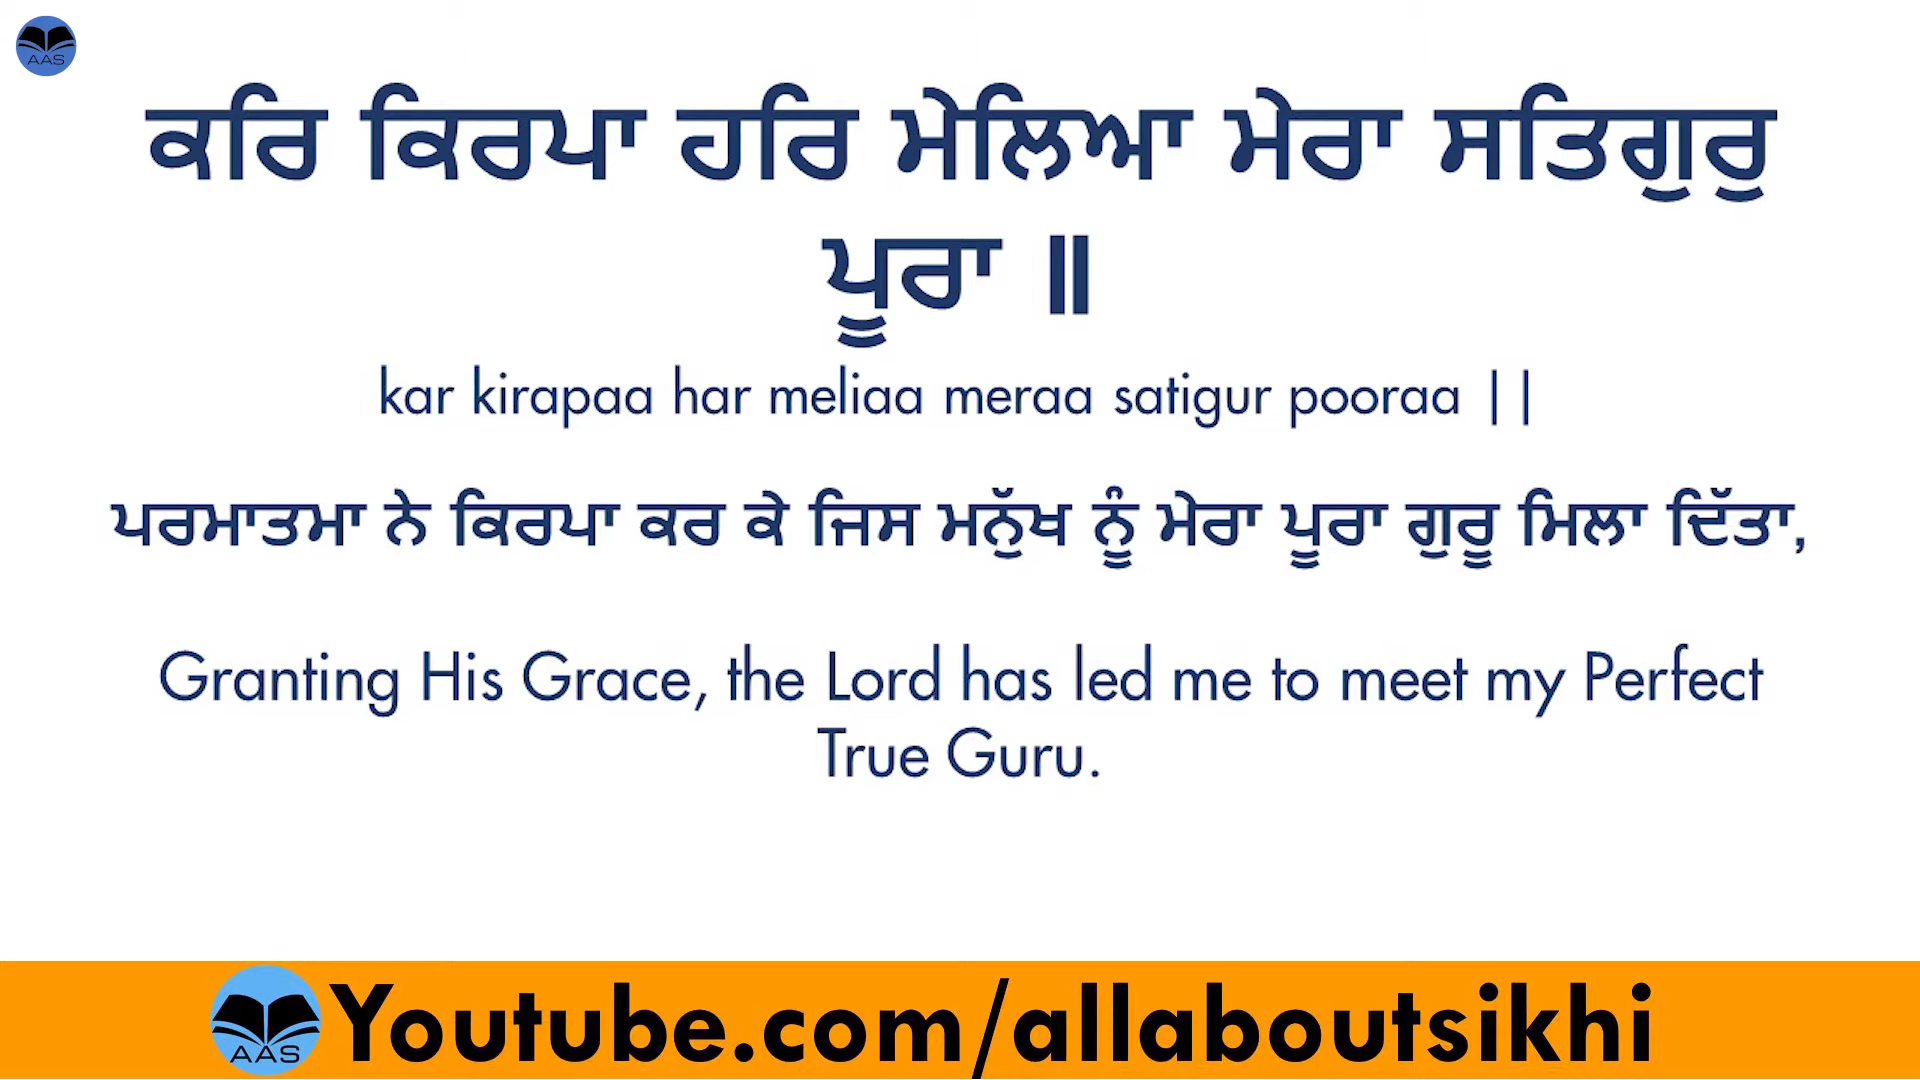 AAS
ਕਰਿ ਕਿਰਪਾ ਹਰਿ ਮੇਲਿਆ ਮੇਰਾ ਸਤਿਗੁਰੁ
ਪੂਰਾ ॥
kar kirapaa har meliaa meraa satigur pooraa ||
ਪਰਮਾਤਮਾ ਨੇ ਕਿਰਪਾ ਕਰ ਕੇ ਜਿਸ ਮਨੁੱਖ ਨੂੰ ਮੇਰਾ ਪੂਰਾ ਗੁਰੂ ਮਿਲਾ ਦਿੱਤਾ,
Granting His Grace, the Lord has led me to meet my Perfect
True Guru.
AAS Youtube.com/allaboutsikhi